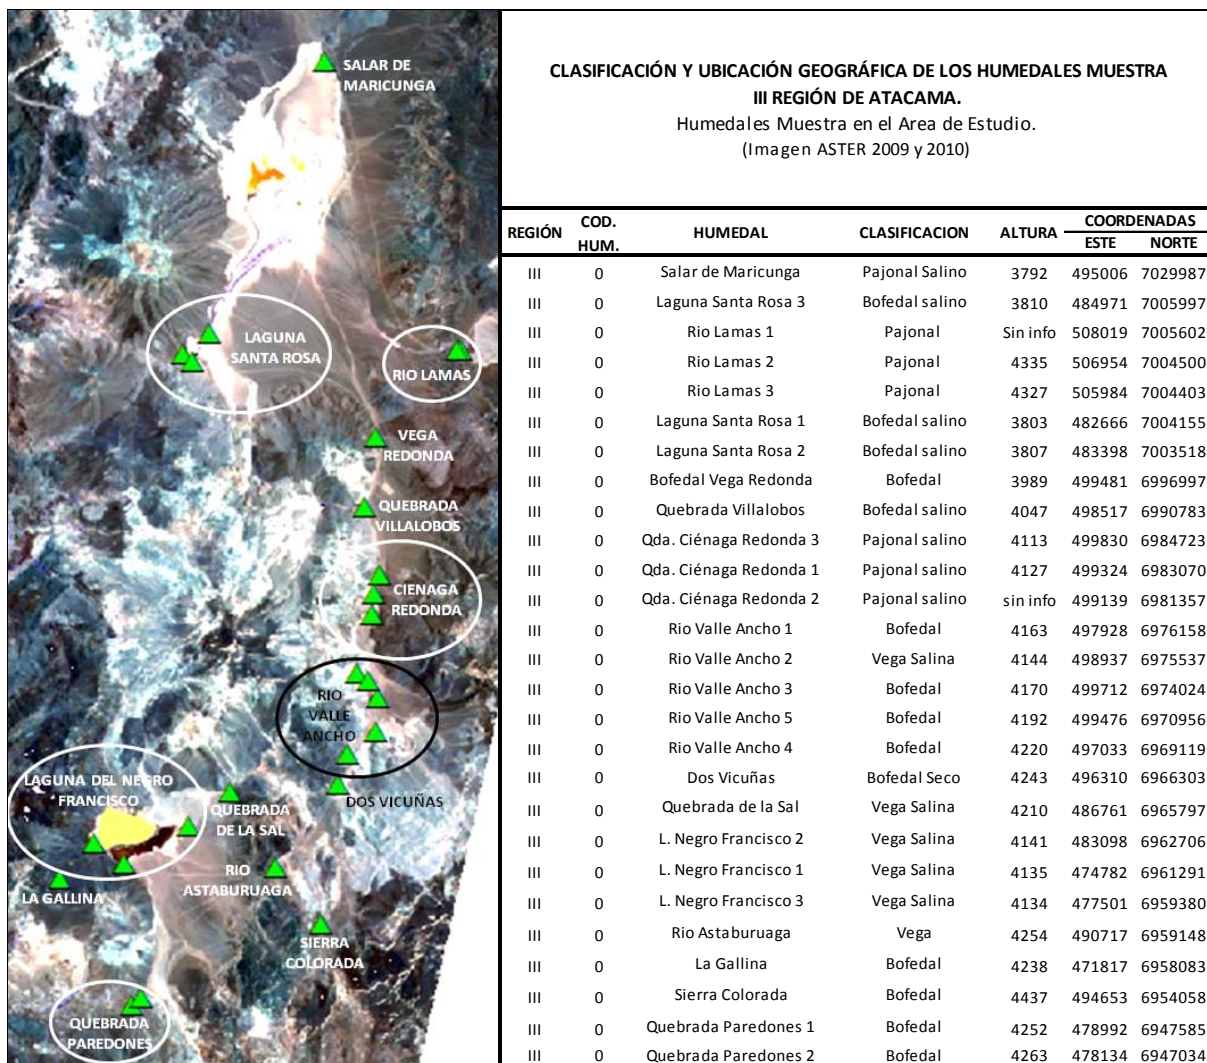 SALAR DE
MARICUNGA
LAGUNA
SANTA ROSA
RIO LAMAS
VEGA
REDONDA
QUEBRADA
VILLALOBOS
CIENAGA
REDONDA
RIO
VALLE
ANCHO
LAGUNA DEL NEGRO
FRANCISCO
DOS VICUÑAS
QUEBRADA
DE LA SAL
RIO
ASTABURUAGA
LA GALLINA
SIERRA
COLORADA
QUEBRADA
PAREDONES
CLASIFICACIÓN Y UBICACIÓN GEOGRÁFICA DE LOS HUMEDALES MUESTRA
III REGIÓN DE ATACAMA.
Humedales Muestra en el Area de Estudio.
(Imagen ASTER 2009 y 2010)
REGIÓN COD. HUM. HUMEDAL CLASIFICACION ALTURA COORDENADAS
ESTE NORTE
III 0 Salar de Maricunga Pajonal Salino 3792 495006 7029987
III 0 Laguna Santa Rosa 3 Bofedal salino 3810 484971 7005997
III 0 Rio Lamas 1 Pajonal Sin info 508019 7005602
III 0 Rio Lamas 2 Pajonal 4335 506954 7004500
III 0 Rio Lamas 3 Pajonal 4327 505984 7004403
III 0 Laguna Santa Rosa 1 Bofedal salino 3803 482666 7004155
III 0 Laguna Santa Rosa 2 Bofedal salino 3807 483398 7003518
III 0 Bofedal Vega Redonda Bofedal 3989 499481 6996997
III 0 Quebrada Villalobos Bofedal salino 4047 498517 6990783
III 0 Qda. Ciénaga Redonda 3 Pajonal salino 4113 499830 6984723
III 0 Qda. Ciénaga Redonda 1 Pajonal salino 4127 499324 6983070
III 0 Qda. Ciénaga Redonda 2 Pajonal salino sin info 499139 6981357
III 0 Rio Valle Ancho 1 Bofedal 4163 497928 6976158
III 0 Rio Valle Ancho 2 Vega Salina 4144 498937 6975537
III 0 Rio Valle Ancho 3 Bofedal 4170 499712 6974024
III 0 Rio Valle Ancho 5 Bofedal 4192 499476 6970956
III 0 Rio Valle Ancho 4 Bofedal 4220 497033 6969119
III 0 Dos Vicuñas Bofedal Seco 4243 496310 6966303
III 0 Quebrada de la Sal Vega Salina 4210 486761 6965797
III 0 L. Negro Francisco 2 Vega Salina 4141 483098 6962706
III 0 L. Negro Francisco 1 Vega Salina 4135 474782 6961291
III 0 L. Negro Francisco 3 Vega Salina 4134 477501 6959380
III 0 Rio Astaburuaga Vega 4254 490717 6959148
III 0 La Gallina Bofedal 4238 471817 6958083
III 0 Sierra Colorada Bofedal 4437 494653 6954058
III 0 Quebrada Paredones 1 Bofedal 4252 478992 6947585
III 0 Quebrada Paredones 2 Bofedal 4263 478134 6947034